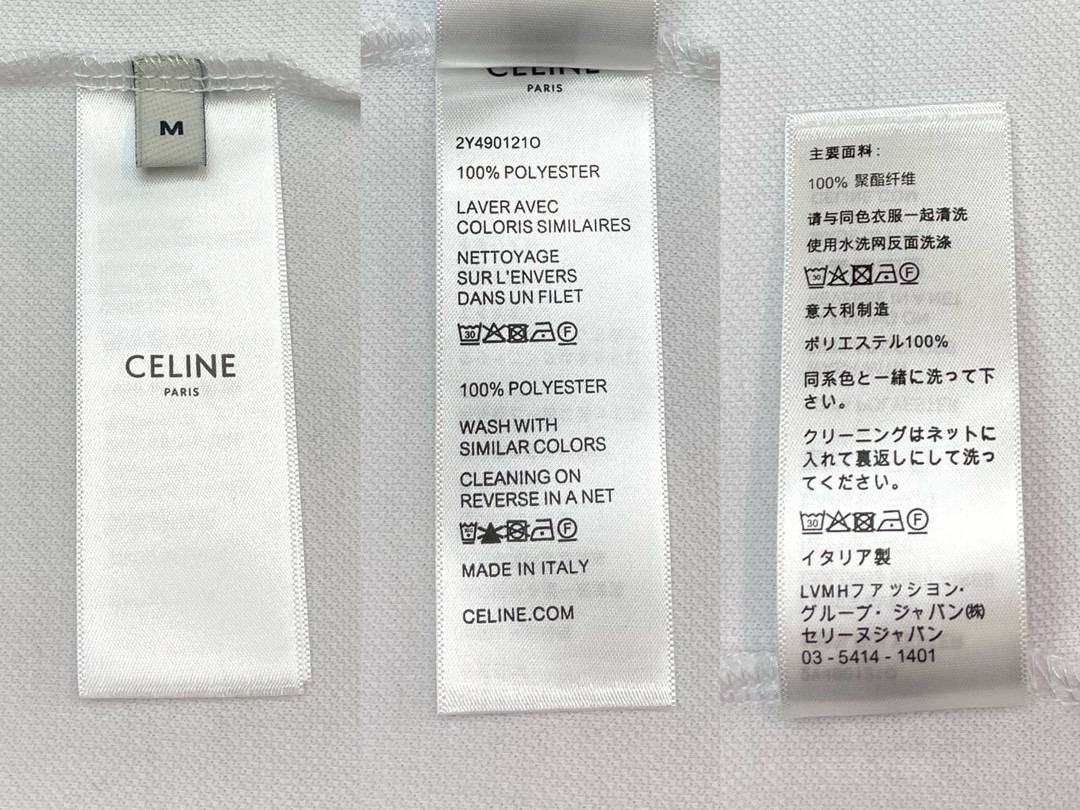 M
CELINE
PARIS
CELINE
PARIS
2Y490121O
100% POLYESTER
LAVER AVEC
COLORIS SIMILAIRES
NETTOYAGE
SUR L'ENVERS
DANS UN FILET
30 F
100% POLYESTER
WASH WITH
SIMILAR COLORS
CLEANING ON
REVERSE IN A NET
F
MADE IN ITALY
CELINE.COM
主要面料:
100% 聚酯纤维
请与同色衣服一起清洗
使用水洗网反面洗涤
30 F
意大利制造
ポリエステル100%
同系色と一緒に洗って下
さい。
クリーニングはネットに
入れて裏返しにして洗っ
てください。
30 F
イタリア製
LVMHファッション·
グループ· ジャパン㈱
セリーヌジャパン
03 - 5414 - 1401